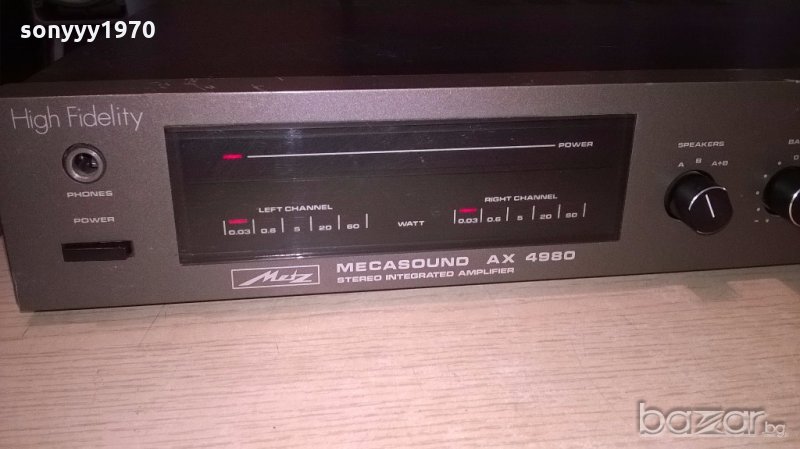 sonyyy1970
High Fidelity
PHONES
POWER
POWER
LEFT CHANNEL
0.03 0.6 5 20 60
WATT
RIGHT CHANNEL
0.03 0.6 5 20 60
SPEAKERS
A B A+B
BA
Metz
MECASOUND AX 4980
STEREO INTEGRATED AMPLIFIER
bazar.bg